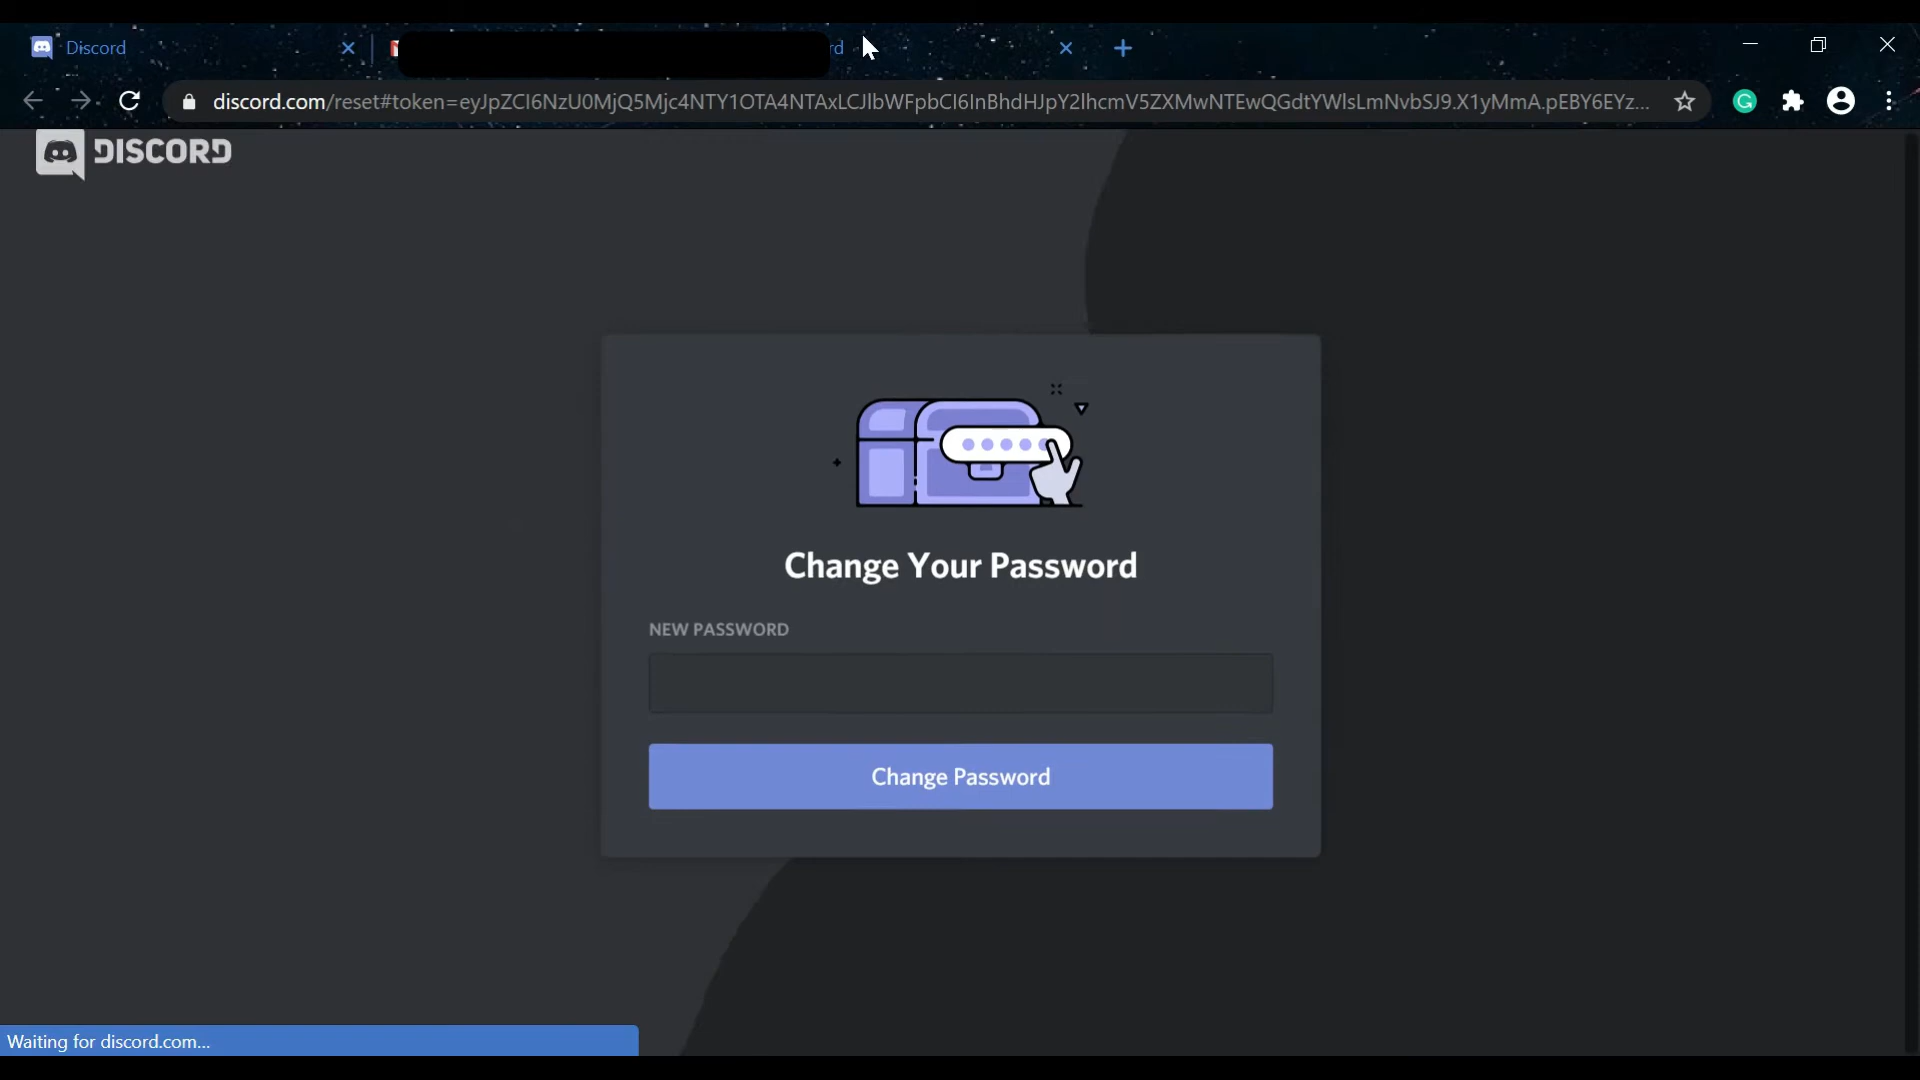 Discord
rd
discord.com/reset#token=eyJpZCI6NzU0MjQ5Mjc4NTY1OTA4NTAxLCJlbWFpbCI6InBhdHJpY2lhcmV5ZXMwNTEwQGdtYWlsLmNvbSJ9.X1yMmA.pEBY6EYz...
DISCORD
Change Your Password
NEW PASSWORD
Change Password
Waiting for discord.com...